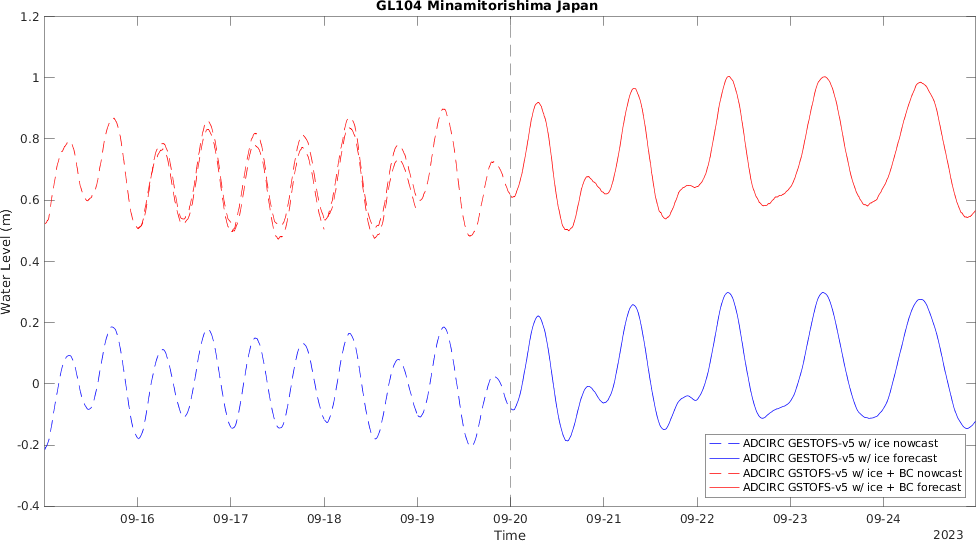 GL104 Minamitorishima Japan
1.2
1
0.8
0.6
0.4
0.2
0
-0.2
-0.4
Water Level (m)
ADCIRC GESTOFS-v5 w/ ice nowcast
ADCIRC GESTOFS-v5 w/ ice forecast
ADCIRC GSTOFS-v5 w/ ice + BC nowcast
ADCIRC GSTOFS-v5 w/ ice + BC forecast
09-16 09-17 09-18 09-19 09-20 09-21 09-22 09-23 09-24
Time
2023